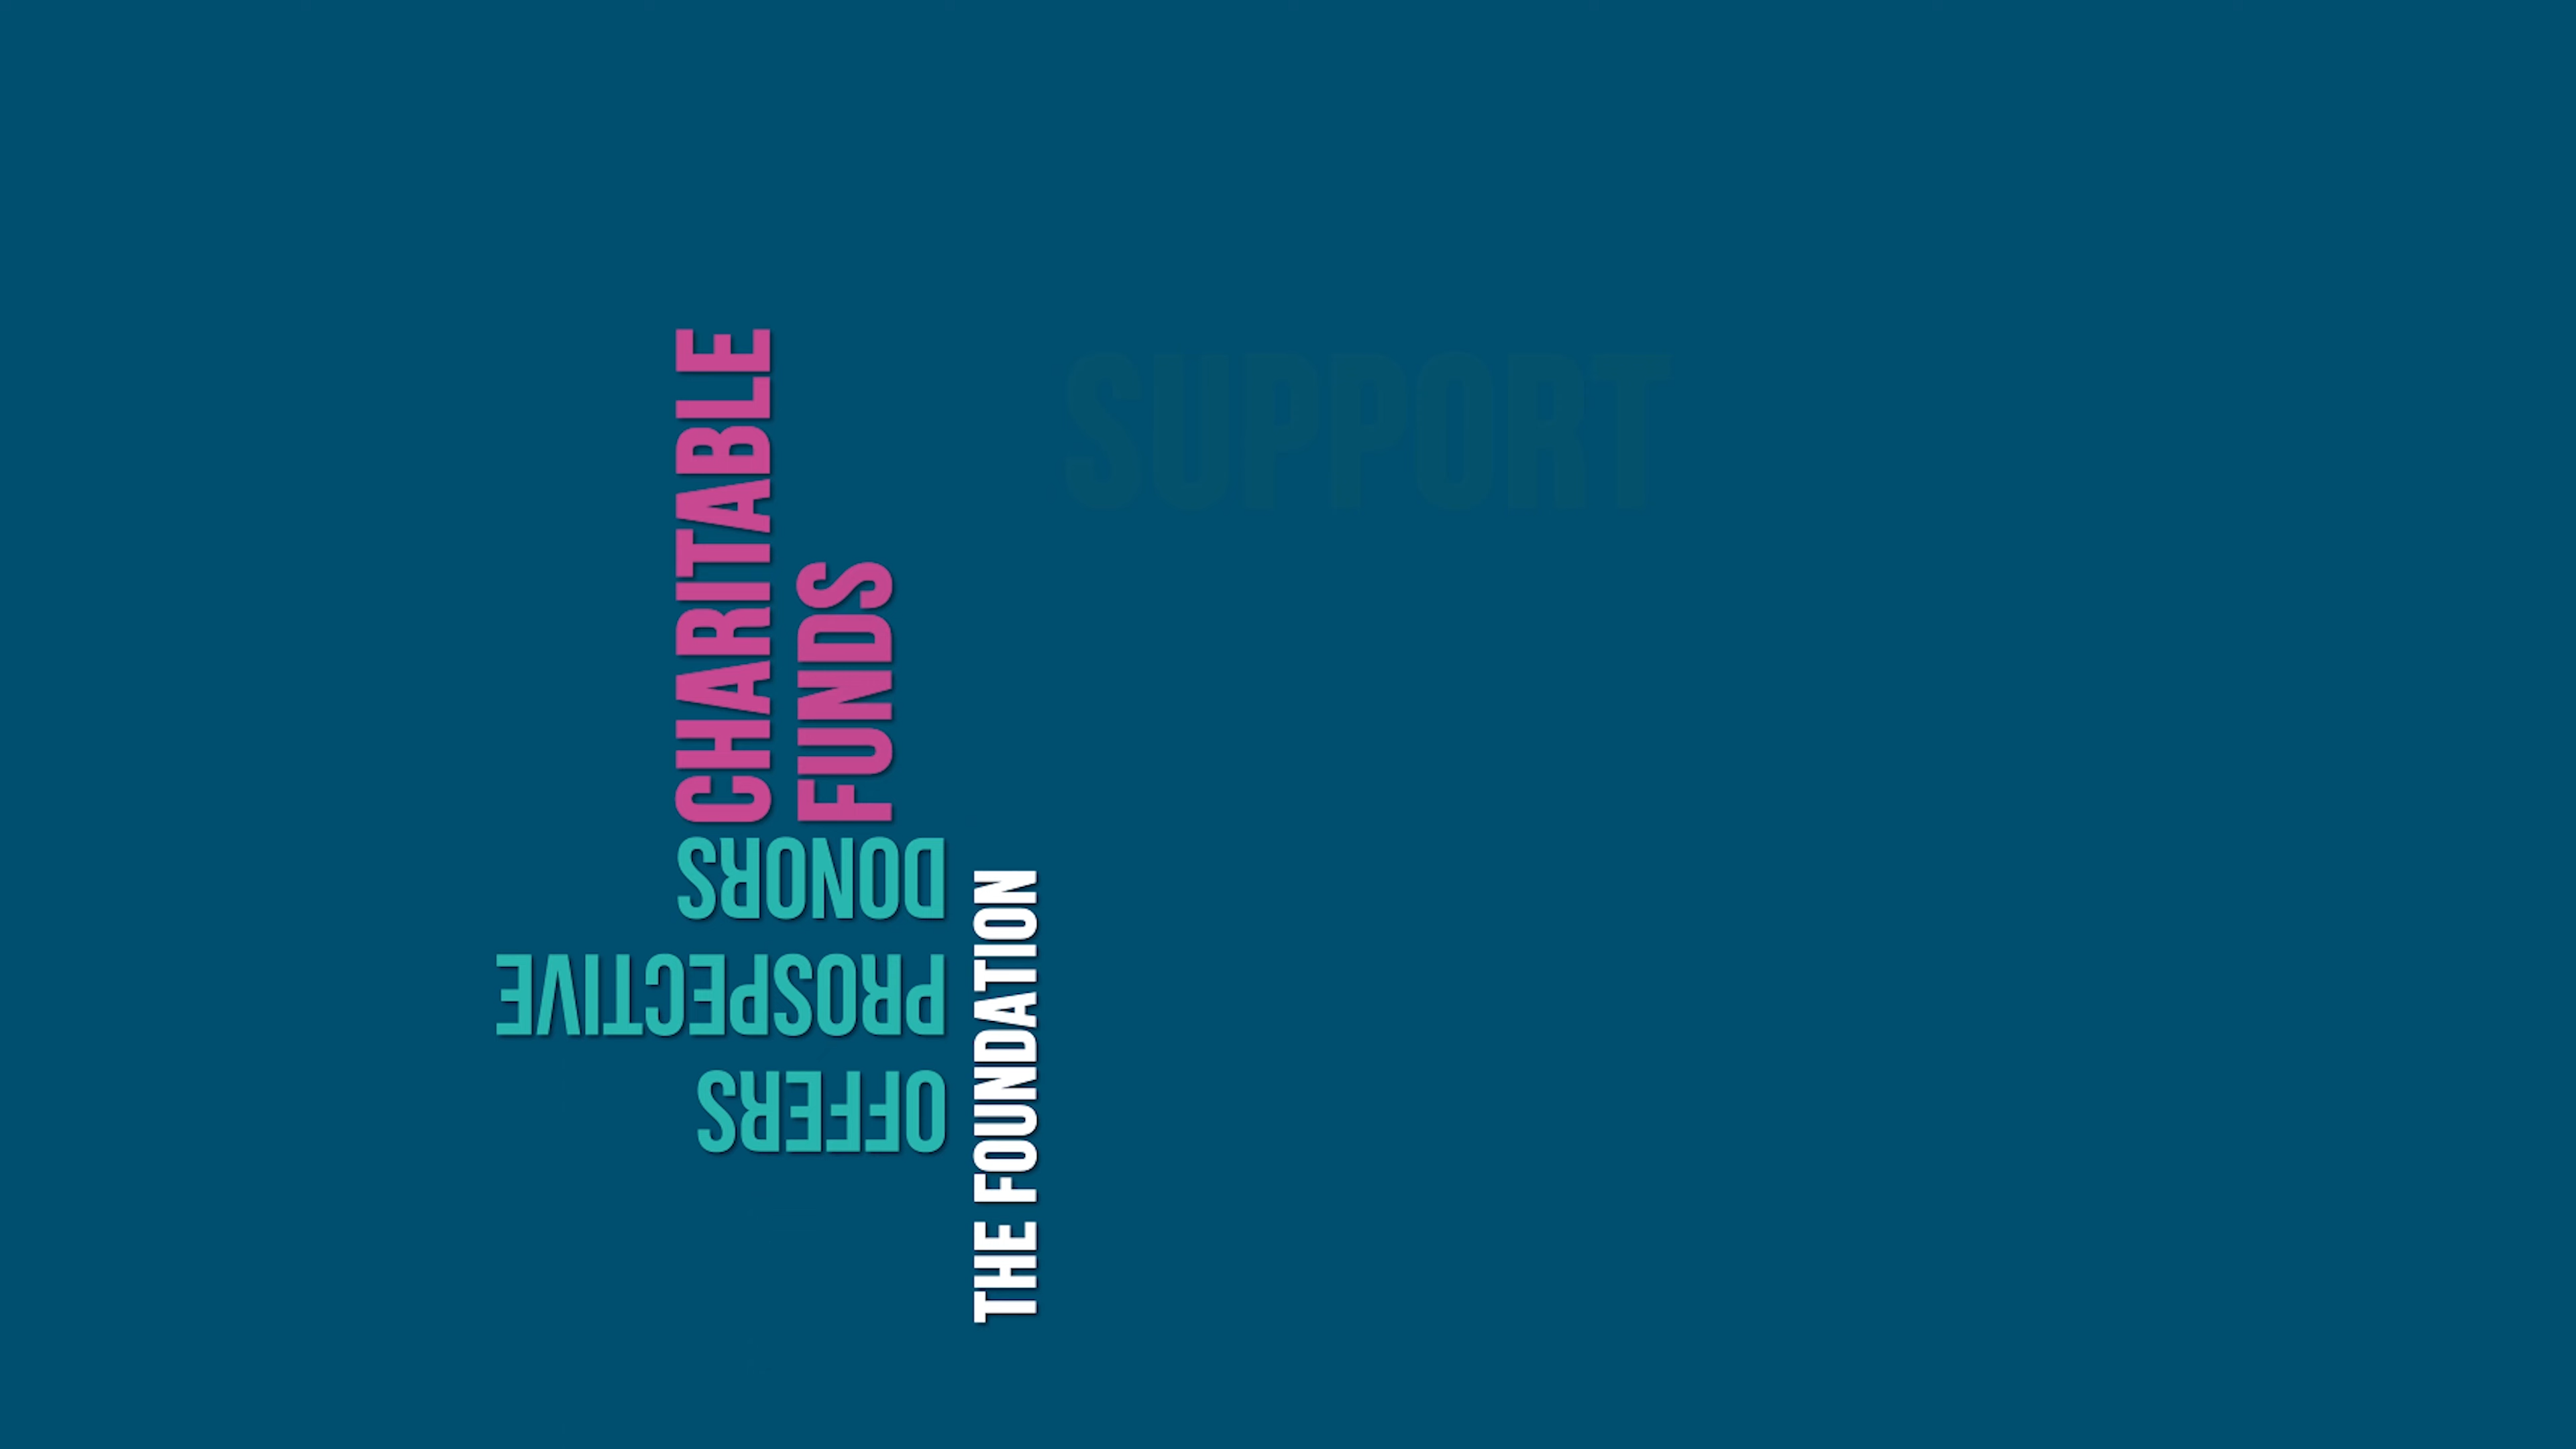 THE FOUNDATION
OFFERS
PROSPECTIVE
DONORS
CHARITABLE
FUNDS
SUPPORT